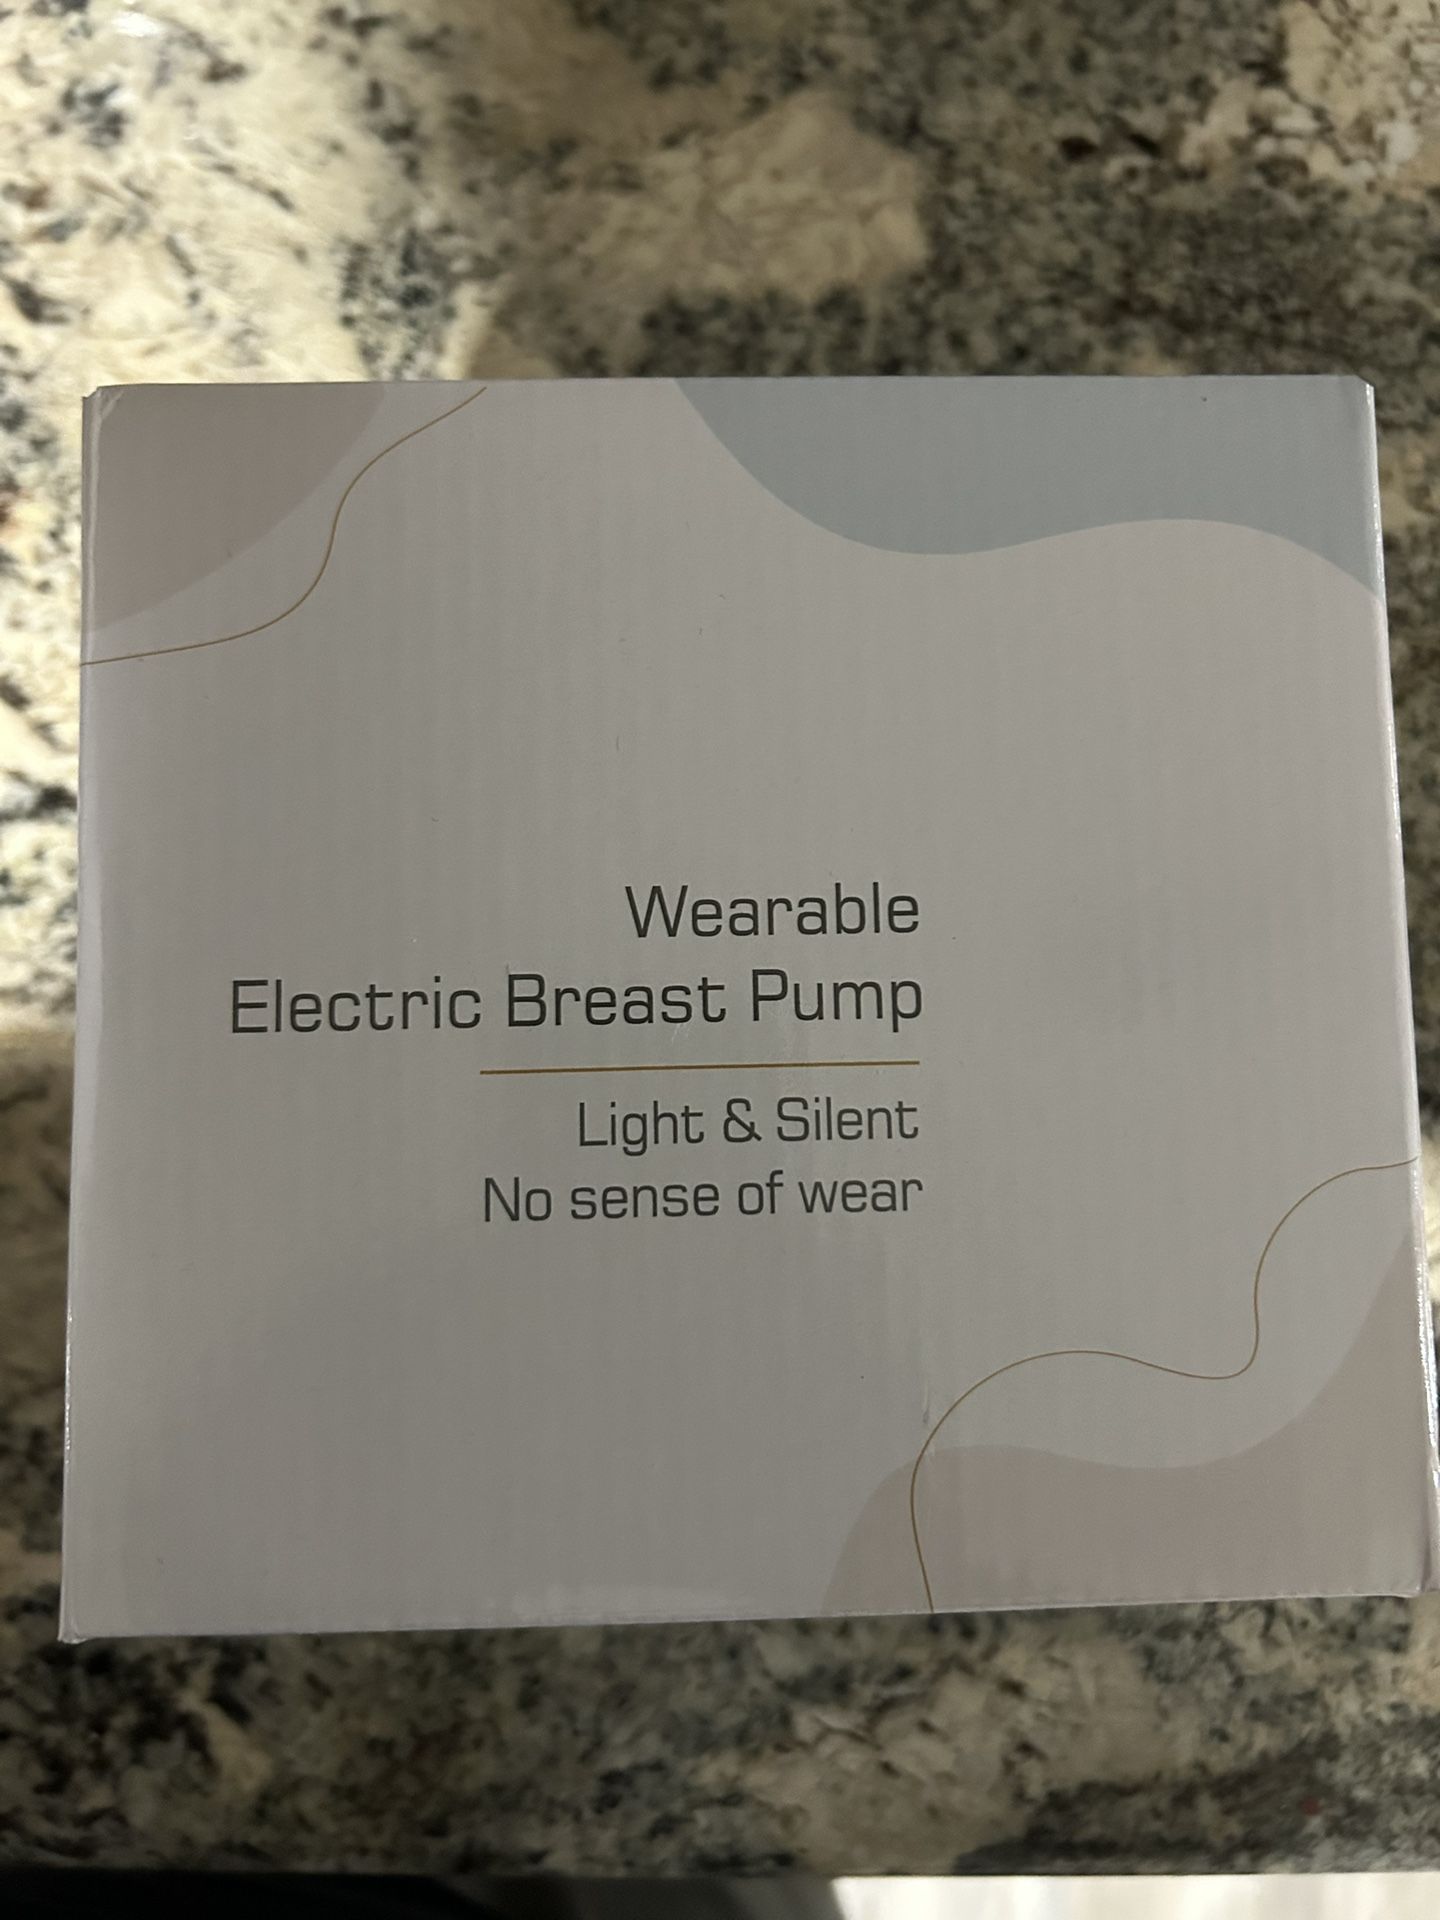 Wearable
Electric Breast Pump
Light & Silent
No sense of wear